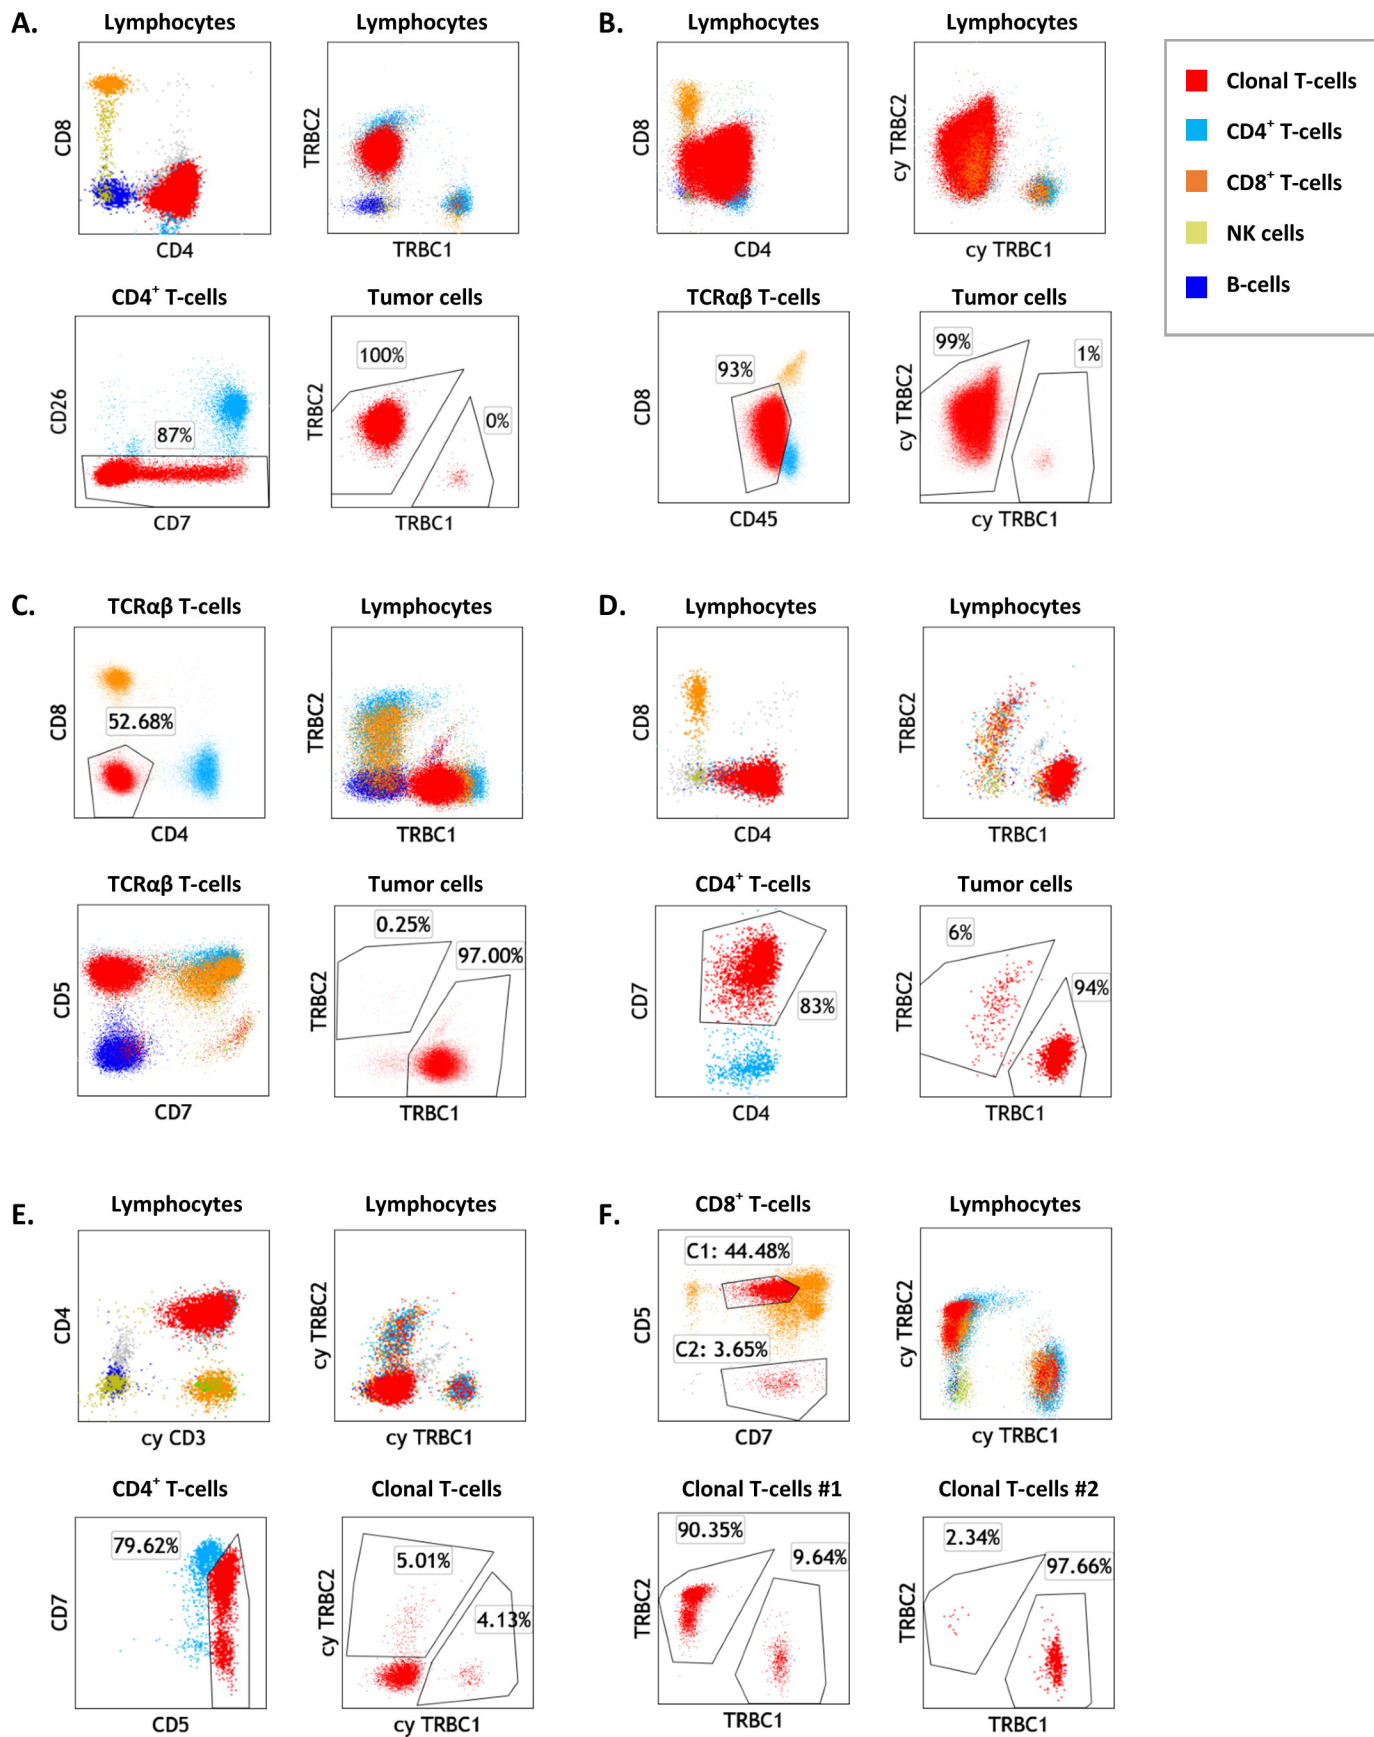 A.
Lymphocytes
CD8
CD4
Lymphocytes
TRBC2
TRBC1
CD4⁺ T-cells
CD26
87%
CD7
Tumor cells
TRBC2
100%
0%
TRBC1
B.
Lymphocytes
CD8
CD4
Lymphocytes
cy TRBC2
cy TRBC1
TCRαβ T-cells
CD8
93%
CD45
Tumor cells
cy TRBC2
99%
1%
cy TRBC1
Clonal T-cells
CD4⁺ T-cells
CD8⁺ T-cells
NK cells
B-cells
C.
TCRαβ T-cells
CD8
52.68%
CD4
Lymphocytes
TRBC2
TRBC1
TCRαβ T-cells
CD5
CD7
Tumor cells
TRBC2
0.25%
97.00%
TRBC1
D.
Lymphocytes
CD8
CD4
Lymphocytes
TRBC2
TRBC1
CD4⁺ T-cells
CD7
83%
CD4
Tumor cells
TRBC2
6%
94%
TRBC1
E.
Lymphocytes
CD4
cy CD3
Lymphocytes
cy TRBC2
cy TRBC1
CD4⁺ T-cells
CD7
79.62%
CD5
Clonal T-cells
cy TRBC2
5.01%
4.13%
cy TRBC1
F.
CD8⁺ T-cells
CD5
C1: 44.48%
C2: 3.65%
CD7
Lymphocytes
cy TRBC2
cy TRBC1
Clonal T-cells #1
TRBC2
90.35%
9.64%
TRBC1
Clonal T-cells #2
TRBC2
2.34%
97.66%
TRBC1